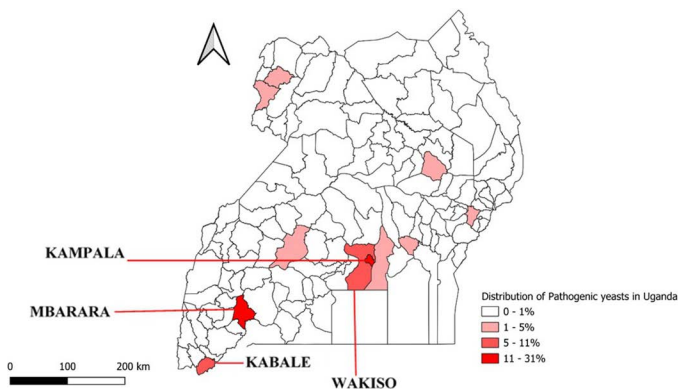 KAMPALA
MBARARA
KABALE
WAKISO
Distribution of Pathogenic yeasts in Uganda
0 - 1%
1 - 5%
5 - 11%
11 - 31%
0 100 200 km